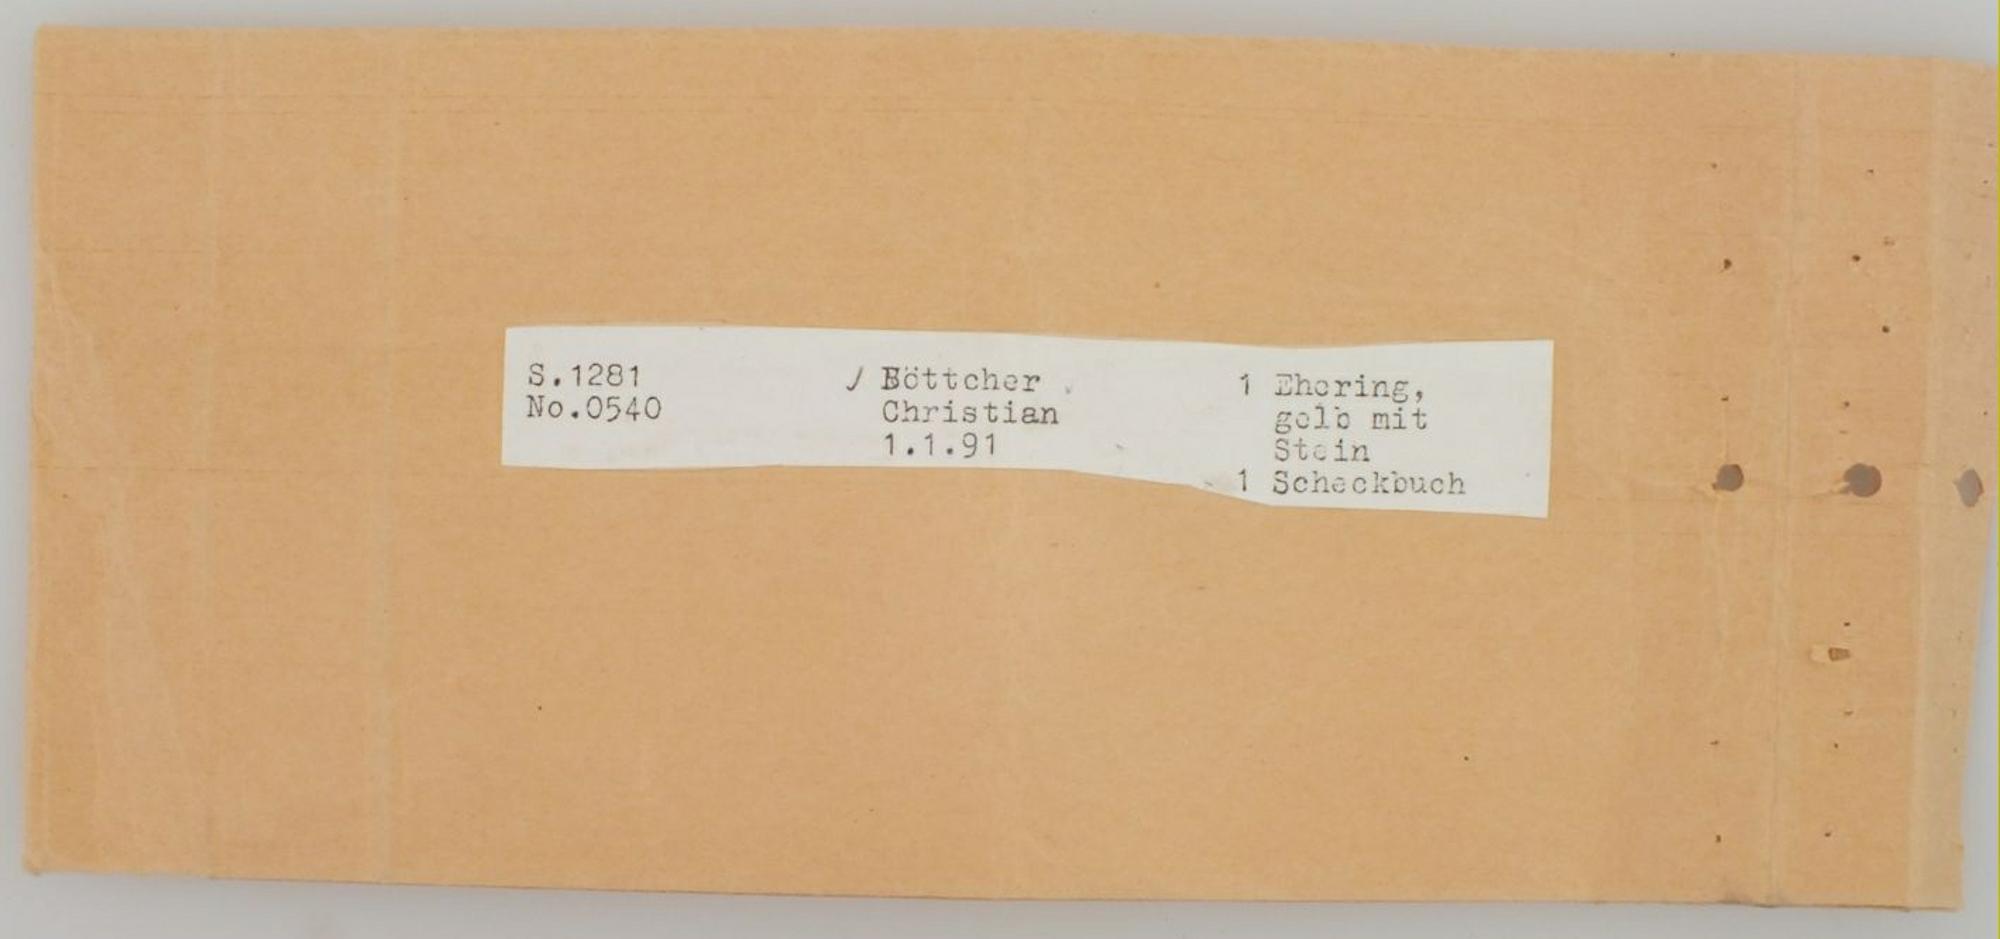 S.1281
No.0540
Böttcher
Christian
1.1.91
1 Ehering,
gelb mit
Stein
1 Scheckbuch